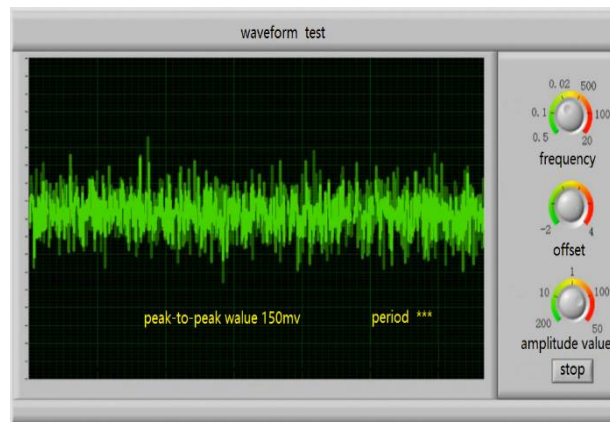 waveform test
0.02 500
0.1 100
0.5 20
frequency
-2 4
offset
1
10 100
200 50
amplitude value
stop
peak-to-peak walue 150mv period ***